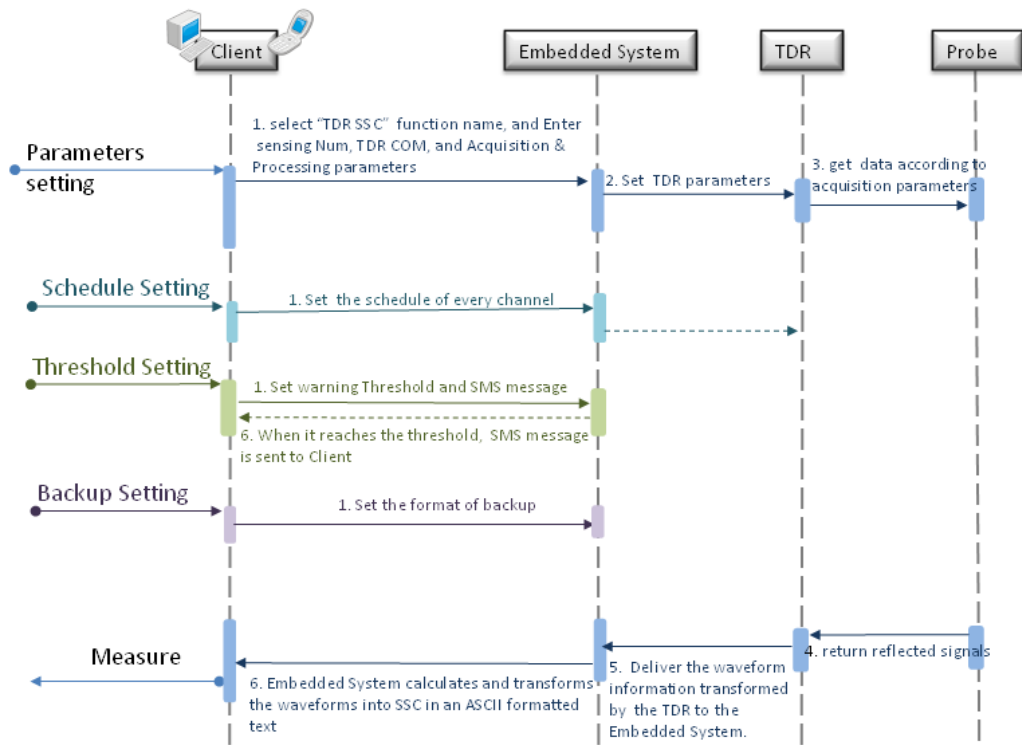 Client
Embedded System
TDR
Probe
Parameters
setting
1. select “TDR SSC” function name, and Enter
sensing Num, TDR COM, and Acquisition &
Processing parameters
2. Set TDR parameters
3. get data according to
acquisition parameters
Schedule Setting
1. Set the schedule of every channel
Threshold Setting
1. Set warning Threshold and SMS message
6. When it reaches the threshold, SMS message
is sent to Client
Backup Setting
1. Set the format of backup
Measure
4. return reflected signals
5. Deliver the waveform
information transformed
by the TDR to the
Embedded System.
6. Embedded System calculates and transforms
the waveforms into SSC in an ASCII formatted
text